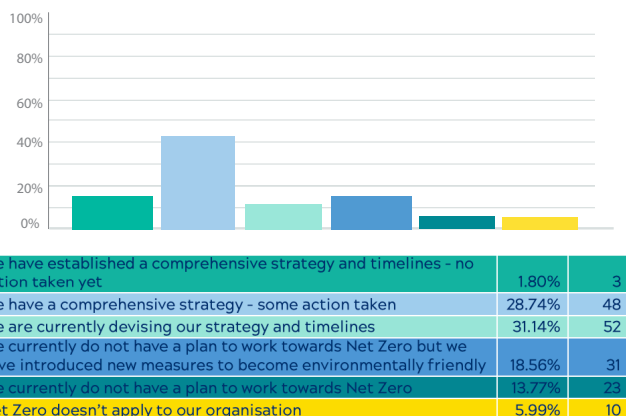 100%
80%
60%
40%
20%
0%
e have established a comprehensive strategy and timelines - no
tion taken yet 1.80% 3
e have a comprehensive strategy - some action taken 28.74% 48
e are currently devising our strategy and timelines 31.14% 52
e currently do not have a plan to work towards Net Zero but we
ve introduced new measures to become environmentally friendly 18.56% 31
e currently do not have a plan to work towards Net Zero 13.77% 23
et Zero doesn't apply to our organisation 5.99% 10